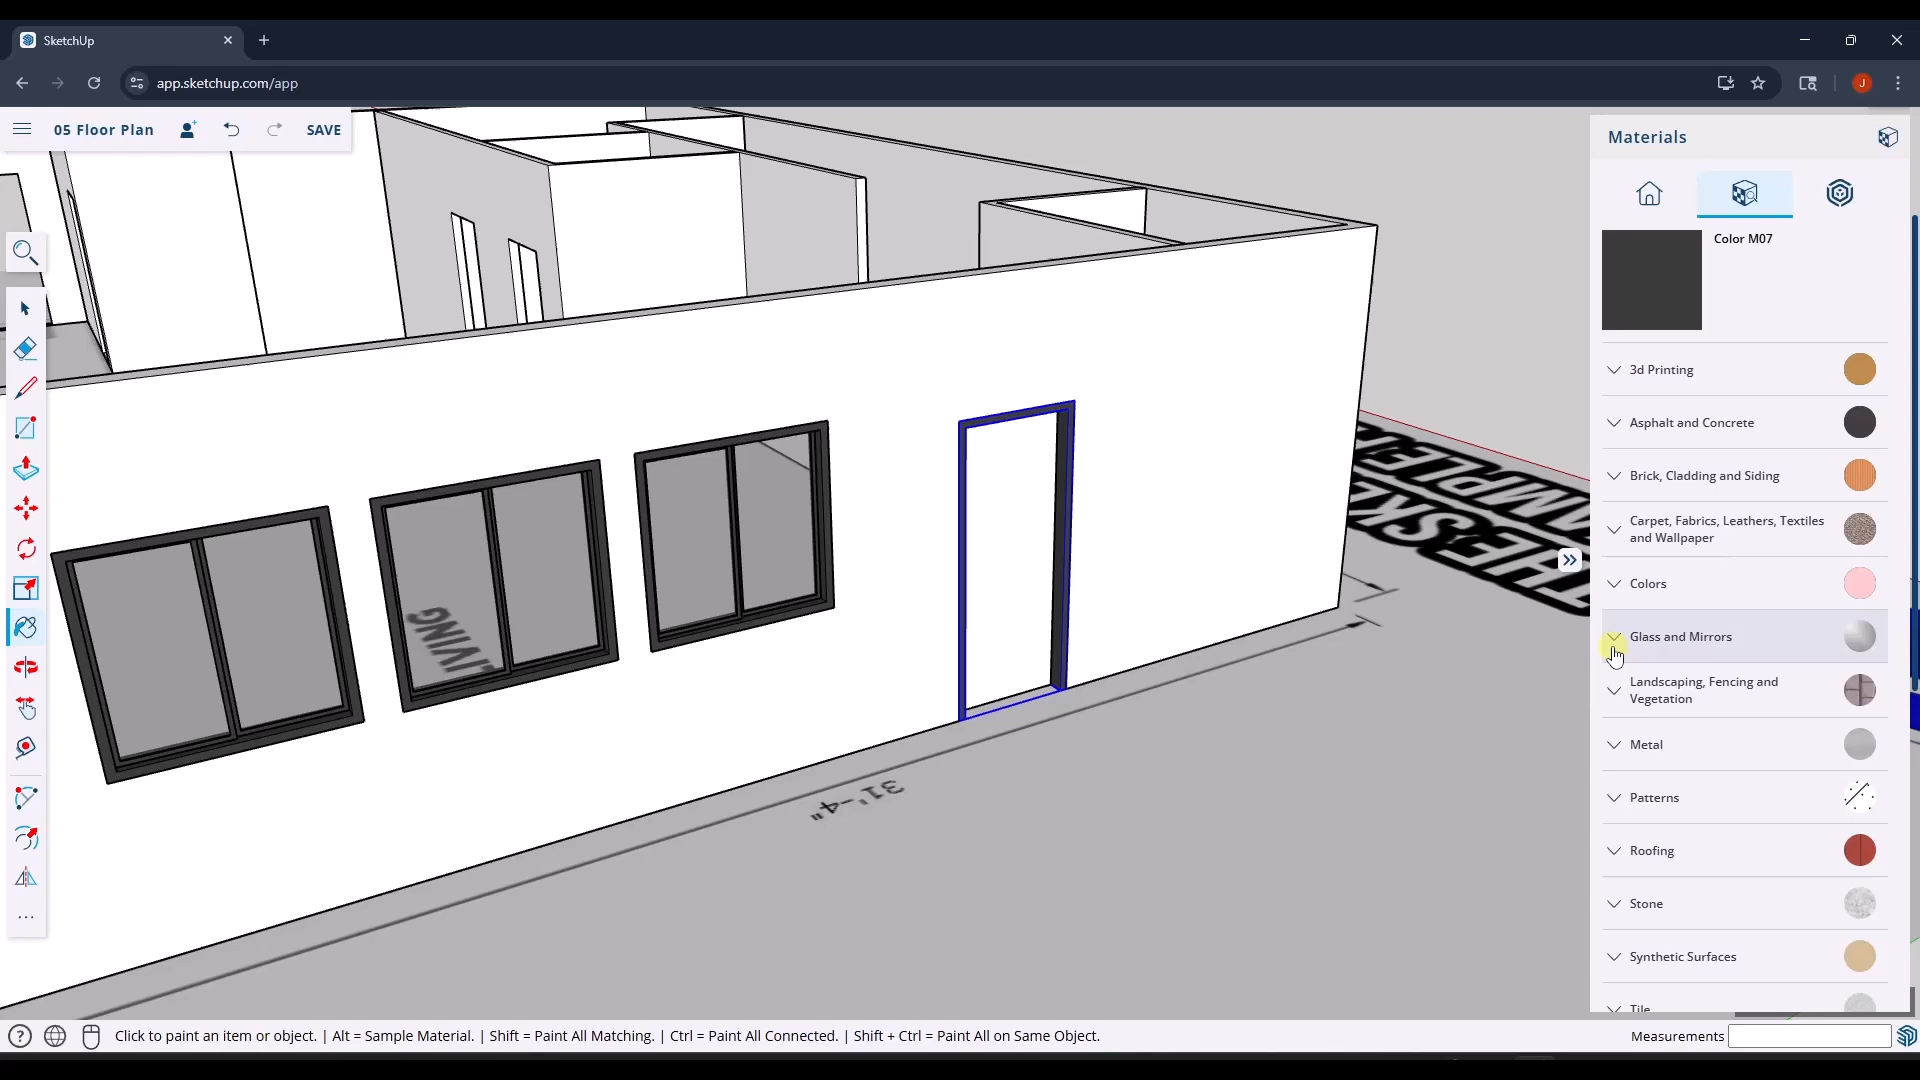 SketchUp
app.sketchup.com/app
J
05 Floor Plan
SAVE
Materials
Color M07
3d Printing
Asphalt and Concrete
Brick, Cladding and Siding
Carpet, Fabrics, Leathers, Textiles
and Wallpaper
Colors
Glass and Mirrors
Landscaping, Fencing and
Vegetation
Metal
Patterns
Roofing
Stone
Synthetic Surfaces
Tile
LIVING
31'-4"
Click to paint an item or object. | Alt = Sample Material. | Shift = Paint All Matching. | Ctrl = Paint All Connected. | Shift + Ctrl = Paint All on Same Object.
Measurements